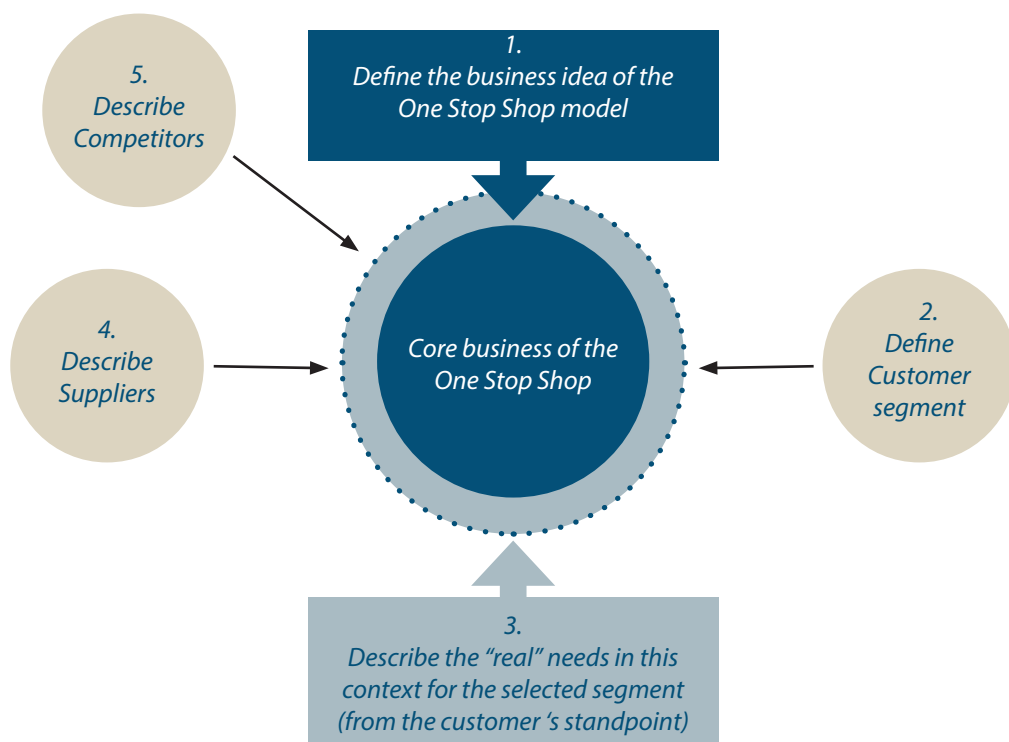 1.
Define the business idea of the
One Stop Shop model
5.
Describe
Competitors
Core business of the
One Stop Shop
2.
Define
Customer
segment
4.
Describe
Suppliers
3.
Describe the “real” needs in this
context for the selected segment
(from the customer ‘s standpoint)